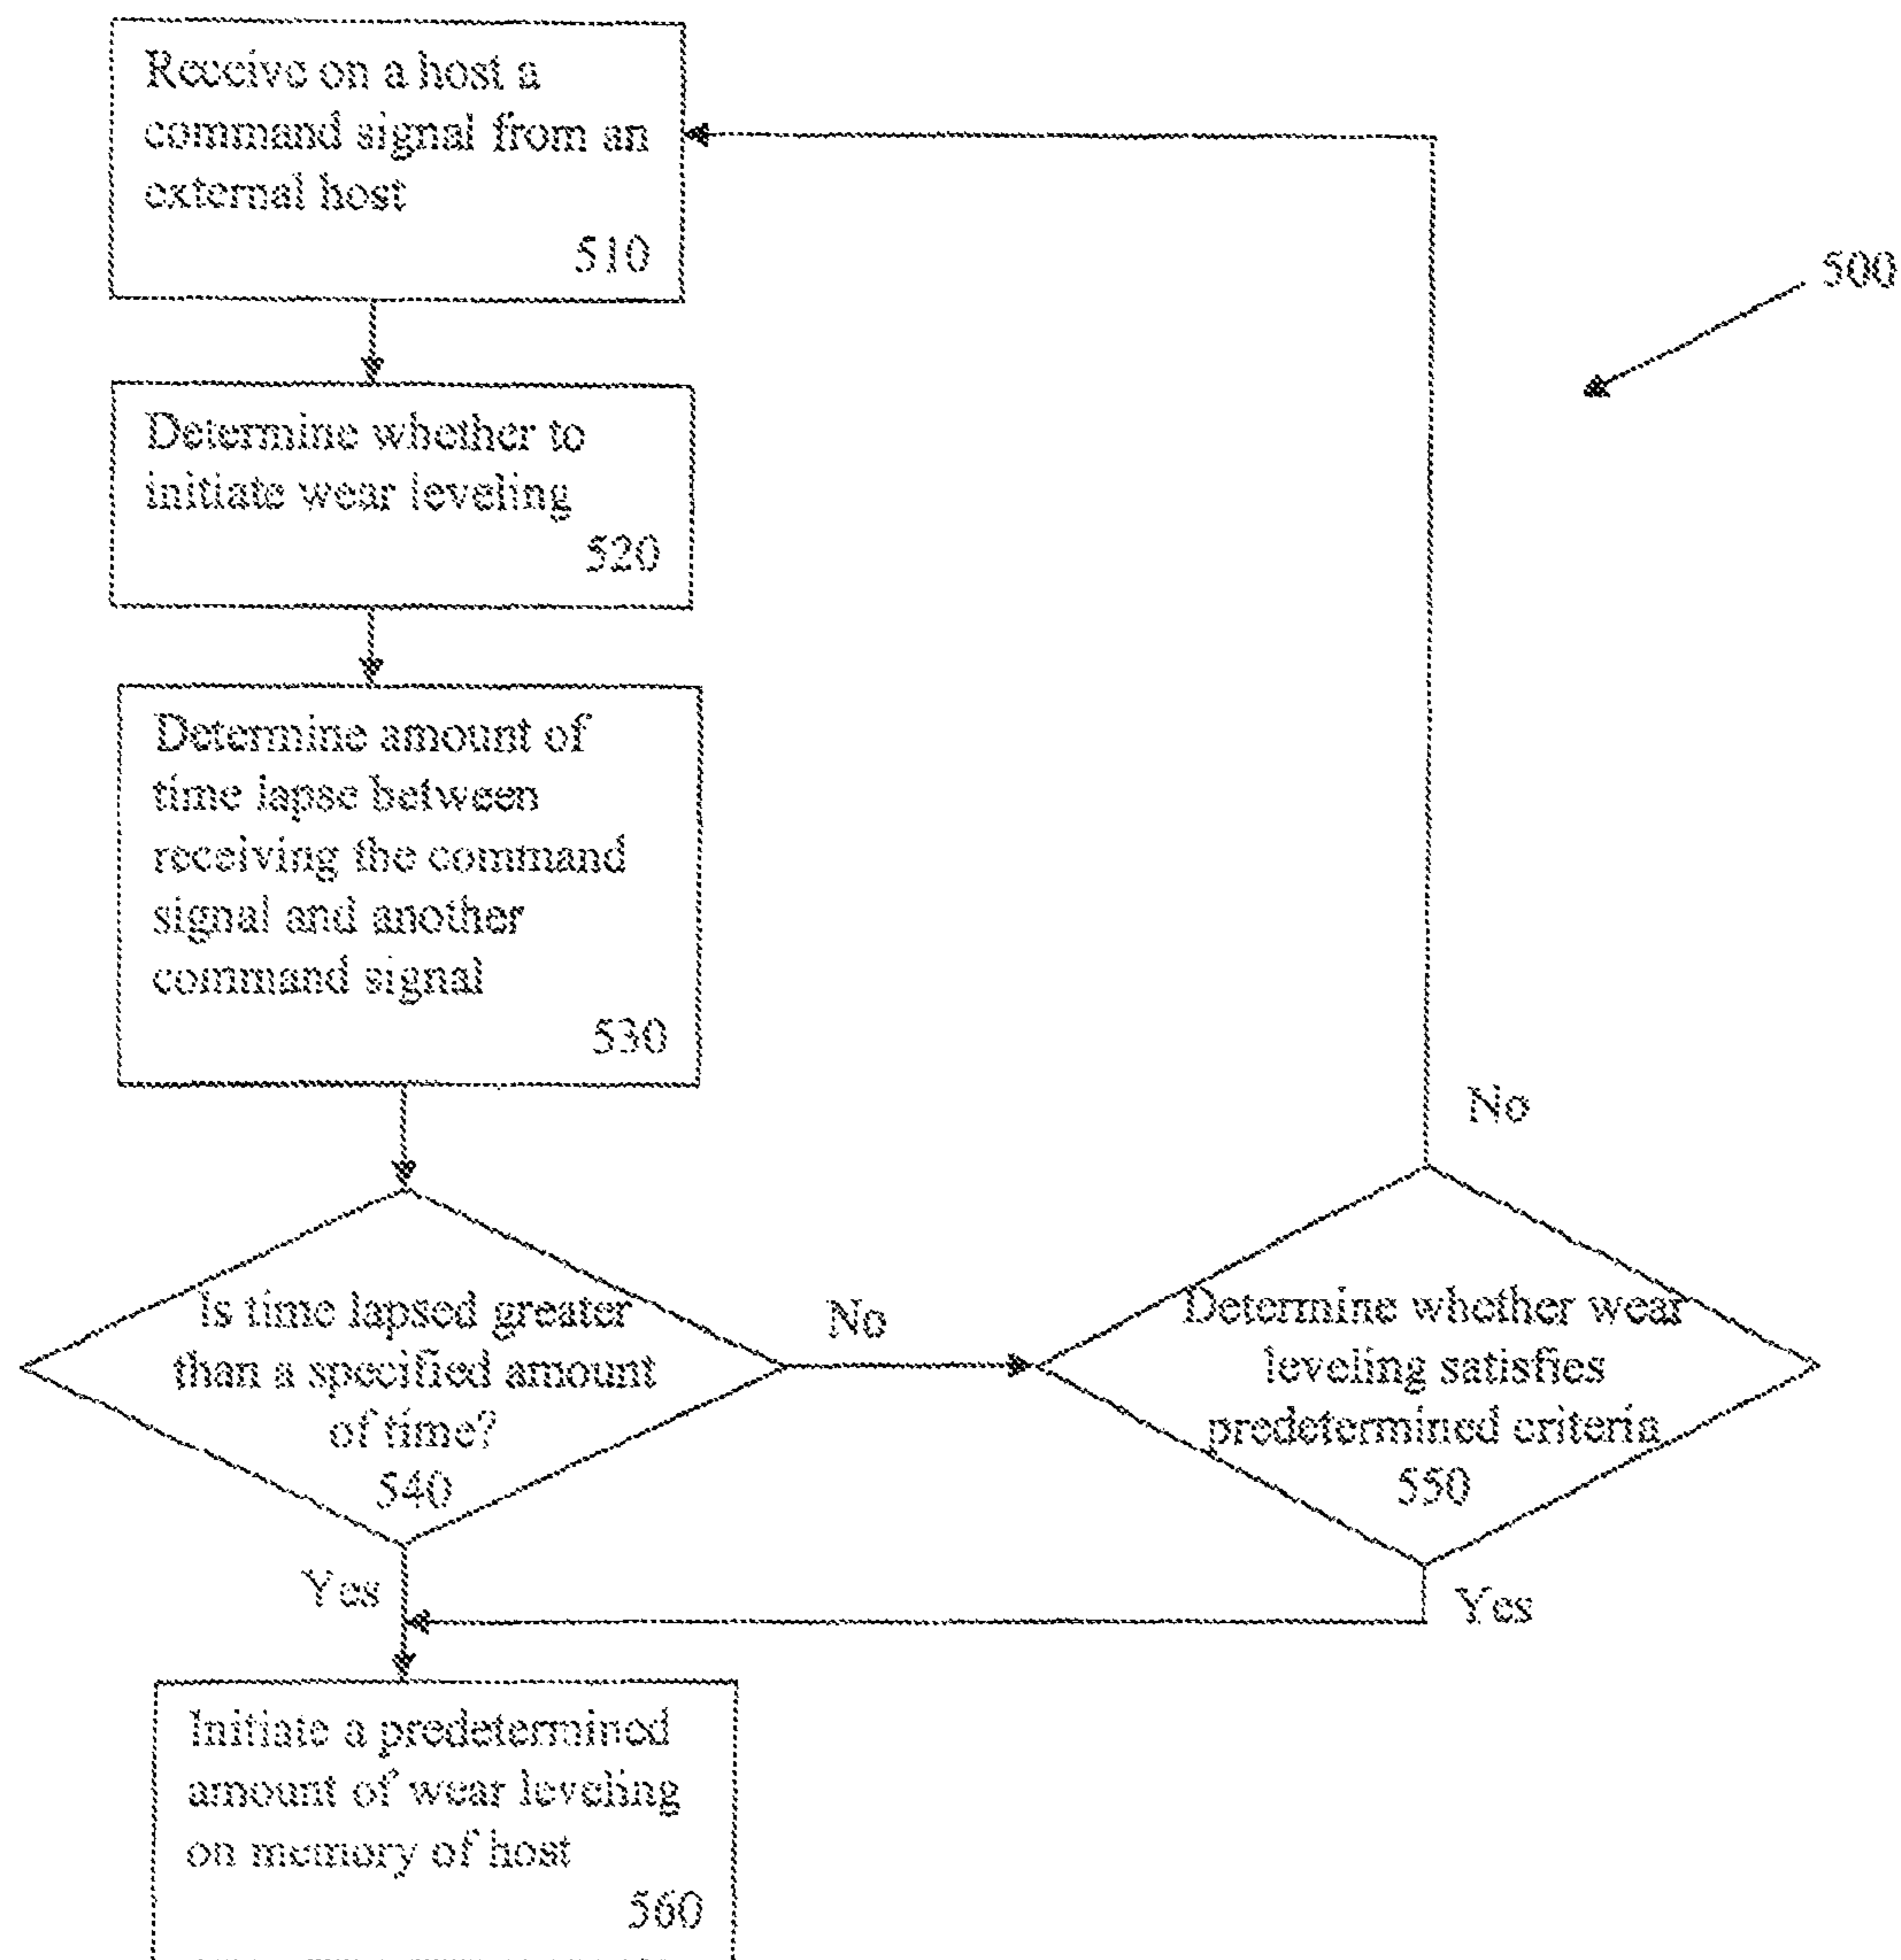 Receive on a host a
command signal from an
external host
510
500
Determine whether to
initiate wear leveling
520
Determine amount of
time lapse between
receiving the command
signal and another
command signal
530
No
Is time lapsed greater
than a specified amount
of time?
540
No
Determine whether wear
leveling satisfies
predetermined criteria
550
Yes
Yes
Initiate a predetermined
amount of wear leveling
on memory of host
560